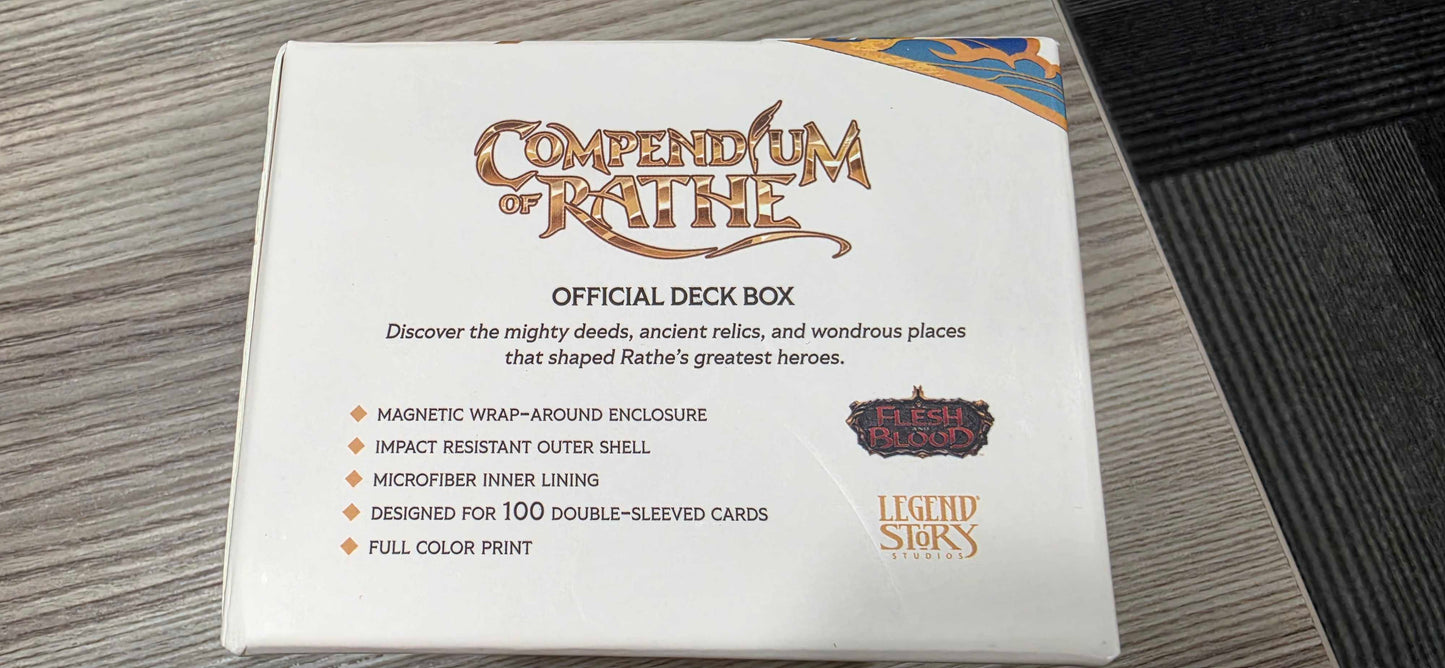 COMPENDIUM
OF RATHE
OFFICIAL DECK BOX
Discover the mighty deeds, ancient relics, and wondrous places
that shaped Rathe's greatest heroes.
MAGNETIC WRAP-AROUND ENCLOSURE
IMPACT RESISTANT OUTER SHELL
MICROFIBER INNER LINING
DESIGNED FOR 100 DOUBLE-SLEEVED CARDS
FULL COLOR PRINT
FLESH
AND
BLOOD
LEGEND
STORY
STUDIOS